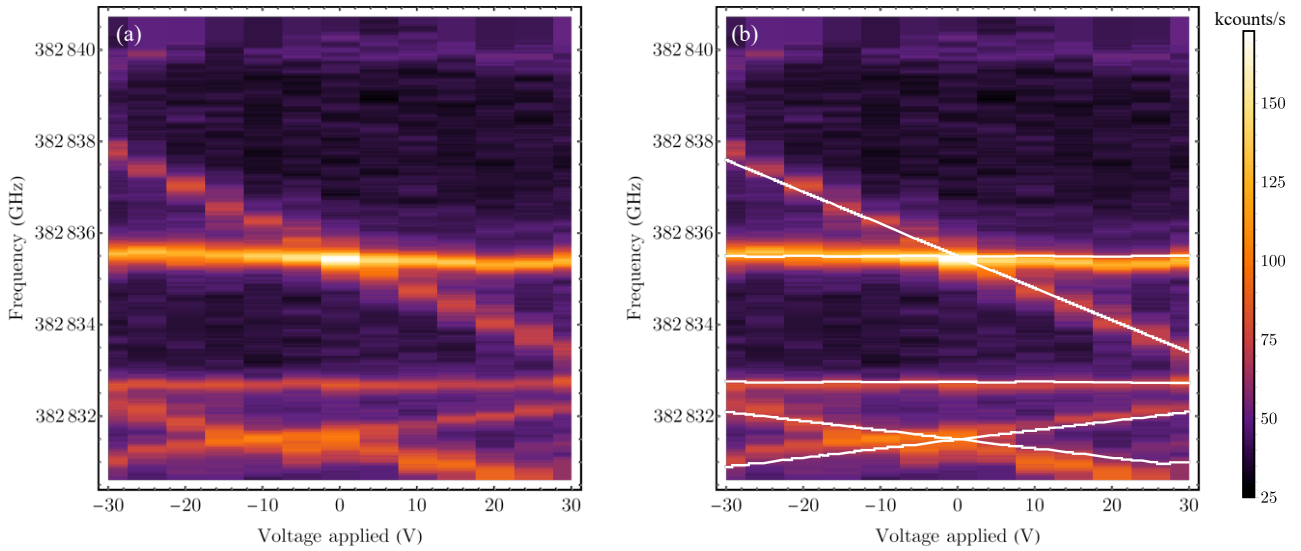 kcounts/s
(a)
(b)
382 840
382 838
382 836
382 834
382 832
Frequency (GHz)
−30 −20 −10 0 10 20 30
Voltage applied (V)
382 840
382 838
382 836
382 834
382 832
Frequency (GHz)
−30 −20 −10 0 10 20 30
Voltage applied (V)
150
125
100
75
50
25